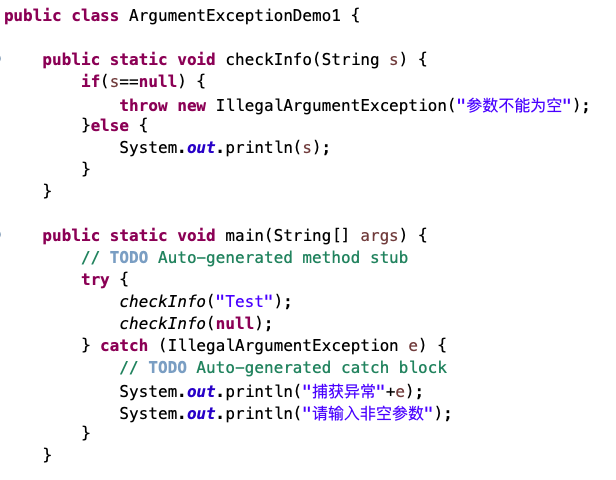 public class ArgumentExceptionDemo1 {
    public static void checkInfo(String s) {
        if(s==null) {
            throw new IllegalArgumentException("参数不能为空");
        }else {
            System.out.println(s);
        }
    }
    public static void main(String[] args) {
        // TODO Auto-generated method stub
        try {
            checkInfo("Test");
            checkInfo(null);
        } catch (IllegalArgumentException e) {
            // TODO Auto-generated catch block
            System.out.println("捕获异常"+e);
            System.out.println("请输入非空参数");
        }
    }